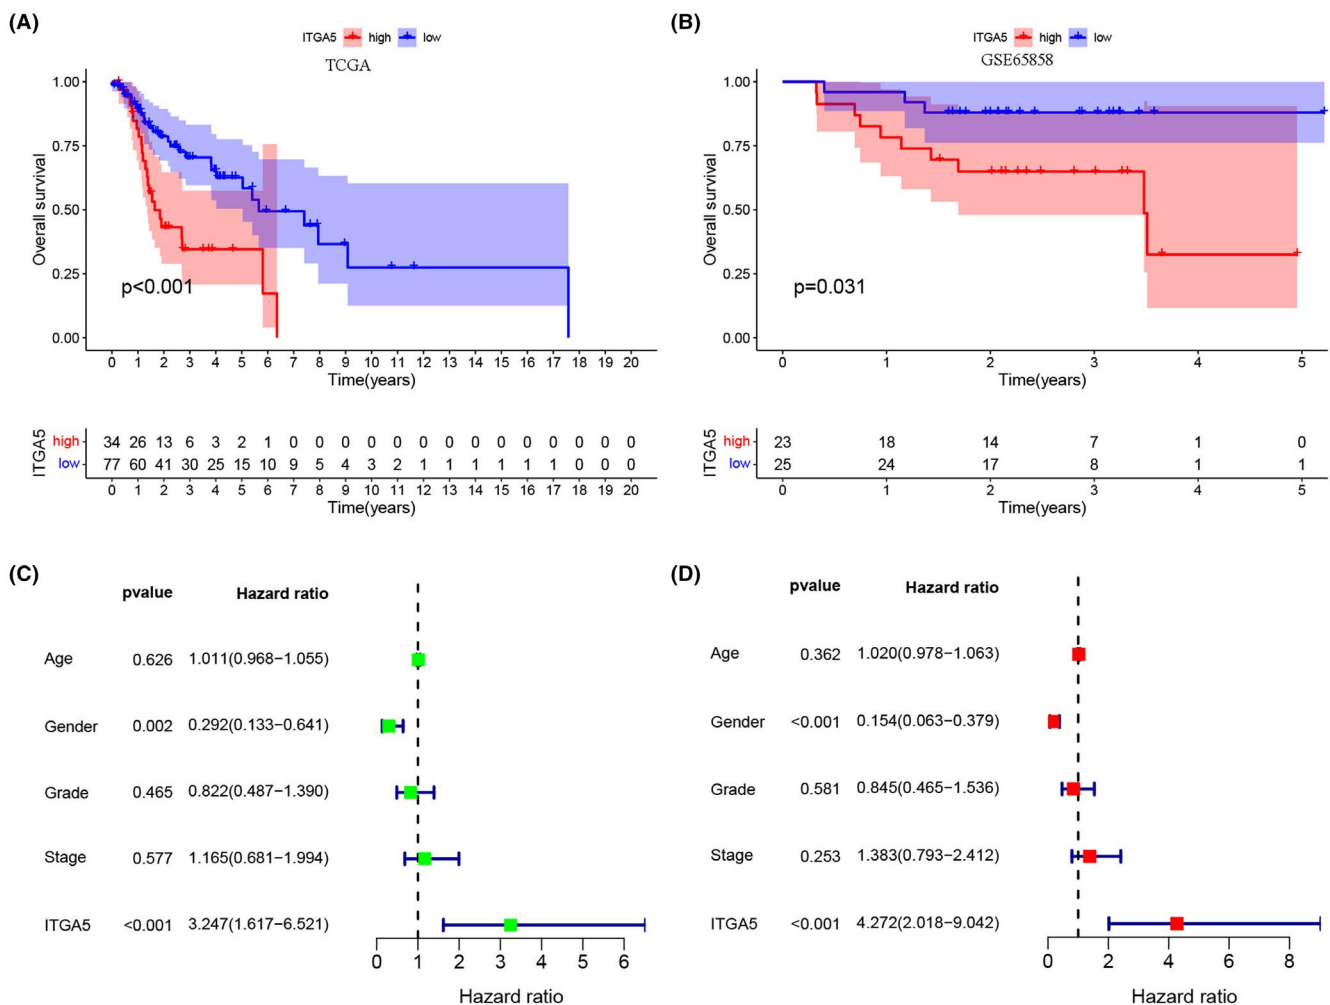 (A)
ITGA5 high low
TCGA
Overall survival
1.00
0.75
0.50
0.25
0.00
p<0.001
0 1 2 3 4 5 6 7 8 9 10 11 12 13 14 15 16 17 18 19 20
Time(years)
ITGA5
high 34 26 13 6 3 2 1 0 0 0 0 0 0 0 0 0 0 0 0 0 0
low 77 60 41 30 25 15 10 9 5 4 3 2 1 1 1 1 1 1 0 0 0
0 1 2 3 4 5 6 7 8 9 10 11 12 13 14 15 16 17 18 19 20
Time(years)
(B)
ITGA5 high low
GSE65858
Overall survival
1.00
0.75
0.50
0.25
0.00
p=0.031
0 1 2 3 4 5
Time(years)
ITGA5
high 23 18 14 7 1 0
low 25 24 17 8 1 1
0 1 2 3 4 5
Time(years)
(C)
pvalue Hazard ratio
Age 0.626 1.011(0.968−1.055)
Gender 0.002 0.292(0.133−0.641)
Grade 0.465 0.822(0.487−1.390)
Stage 0.577 1.165(0.681−1.994)
ITGA5 <0.001 3.247(1.617−6.521)
0 1 2 3 4 5 6
Hazard ratio
(D)
pvalue Hazard ratio
Age 0.362 1.020(0.978−1.063)
Gender <0.001 0.154(0.063−0.379)
Grade 0.581 0.845(0.465−1.536)
Stage 0.253 1.383(0.793−2.412)
ITGA5 <0.001 4.272(2.018−9.042)
0 2 4 6 8
Hazard ratio